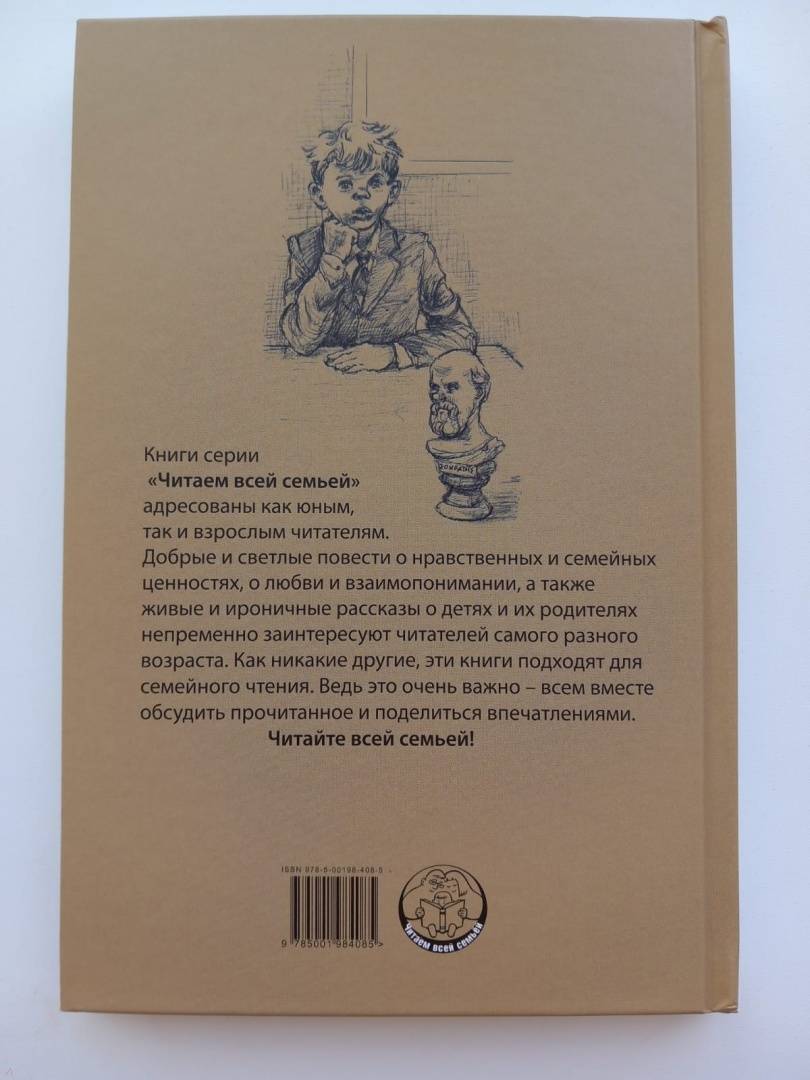 СОКРАТЪ
Книги серии
«Читаем всей семьей»
адресованы как юным,
так и взрослым читателям.
Добрые и светлые повести о нравственных и семейных
ценностях, о любви и взаимопонимании, а также
живые и ироничные рассказы о детях и их родителях
непременно заинтересуют читателей самого разного
возраста. Как никакие другие, эти книги подходят для
семейного чтения. Ведь это очень важно – всем вместе
обсудить прочитанное и поделиться впечатлениями.
Читайте всей семьей!
ISBN 978-5-00198-408-5
9 785001 984085>
Читаем всей семьей